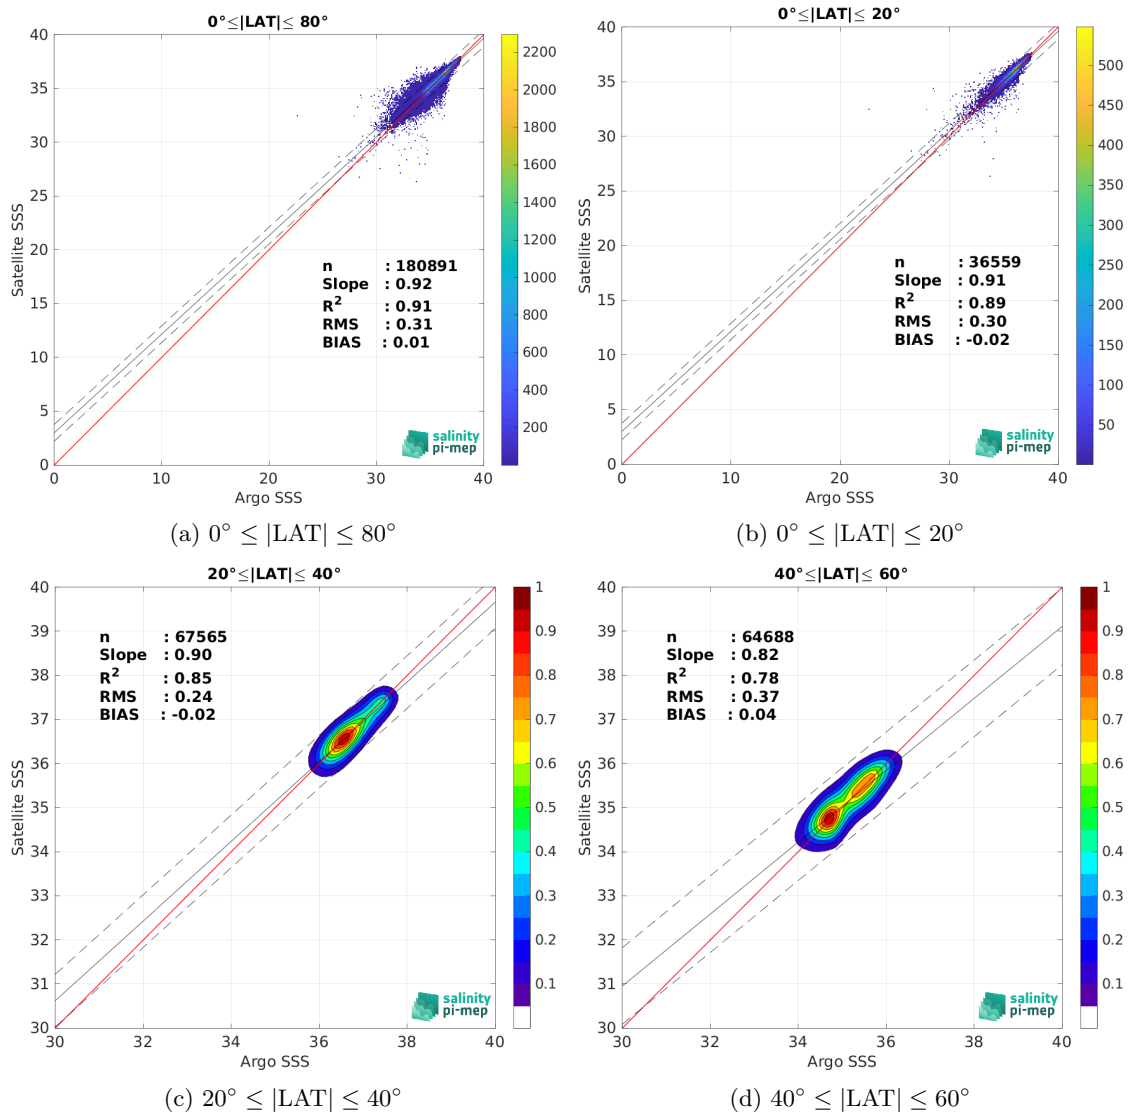 0°≤|LAT|≤ 80°
40
35
30
25
20
15
10
5
0
Satellite SSS
n : 180891
Slope : 0.92
R² : 0.91
RMS : 0.31
BIAS : 0.01
salinity
pi-mep
0 10 20 30 40
Argo SSS
2200
2000
1800
1600
1400
1200
1000
800
600
400
200
(a) 0° ≤ |LAT| ≤ 80°
0°≤|LAT|≤ 20°
40
35
30
25
20
15
10
5
0
Satellite SSS
n : 36559
Slope : 0.91
R² : 0.89
RMS : 0.30
BIAS : -0.02
salinity
pi-mep
0 10 20 30 40
Argo SSS
500
450
400
350
300
250
200
150
100
50
(b) 0° ≤ |LAT| ≤ 20°
20°≤|LAT|≤ 40°
40
39
38
37
36
35
34
33
32
31
30
Satellite SSS
n : 67565
Slope : 0.90
R² : 0.85
RMS : 0.24
BIAS : -0.02
salinity
pi-mep
30 32 34 36 38 40
Argo SSS
1
0.9
0.8
0.7
0.6
0.5
0.4
0.3
0.2
0.1
(c) 20° ≤ |LAT| ≤ 40°
40°≤|LAT|≤ 60°
40
39
38
37
36
35
34
33
32
31
30
Satellite SSS
n : 64688
Slope : 0.82
R² : 0.78
RMS : 0.37
BIAS : 0.04
salinity
pi-mep
30 32 34 36 38 40
Argo SSS
1
0.9
0.8
0.7
0.6
0.5
0.4
0.3
0.2
0.1
(d) 40° ≤ |LAT| ≤ 60°